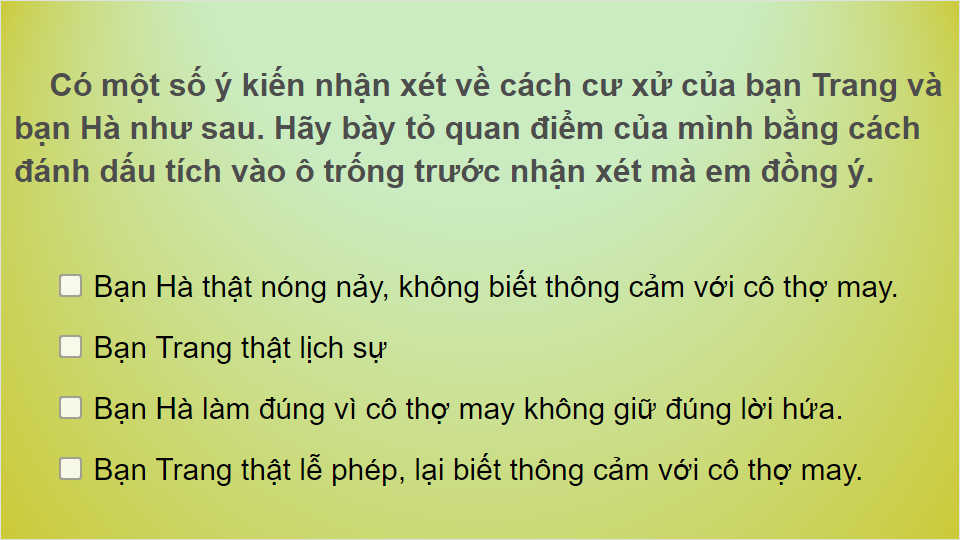 Có một số ý kiến nhận xét về cách cư xử của bạn Trang và
bạn Hà như sau. Hãy bày tỏ quan điểm của mình bằng cách
đánh dấu tích vào ô trống trước nhận xét mà em đồng ý.
Bạn Hà thật nóng nảy, không biết thông cảm với cô thợ may.
Bạn Trang thật lịch sự
Bạn Hà làm đúng vì cô thợ may không giữ đúng lời hứa.
Bạn Trang thật lễ phép, lại biết thông cảm với cô thợ may.